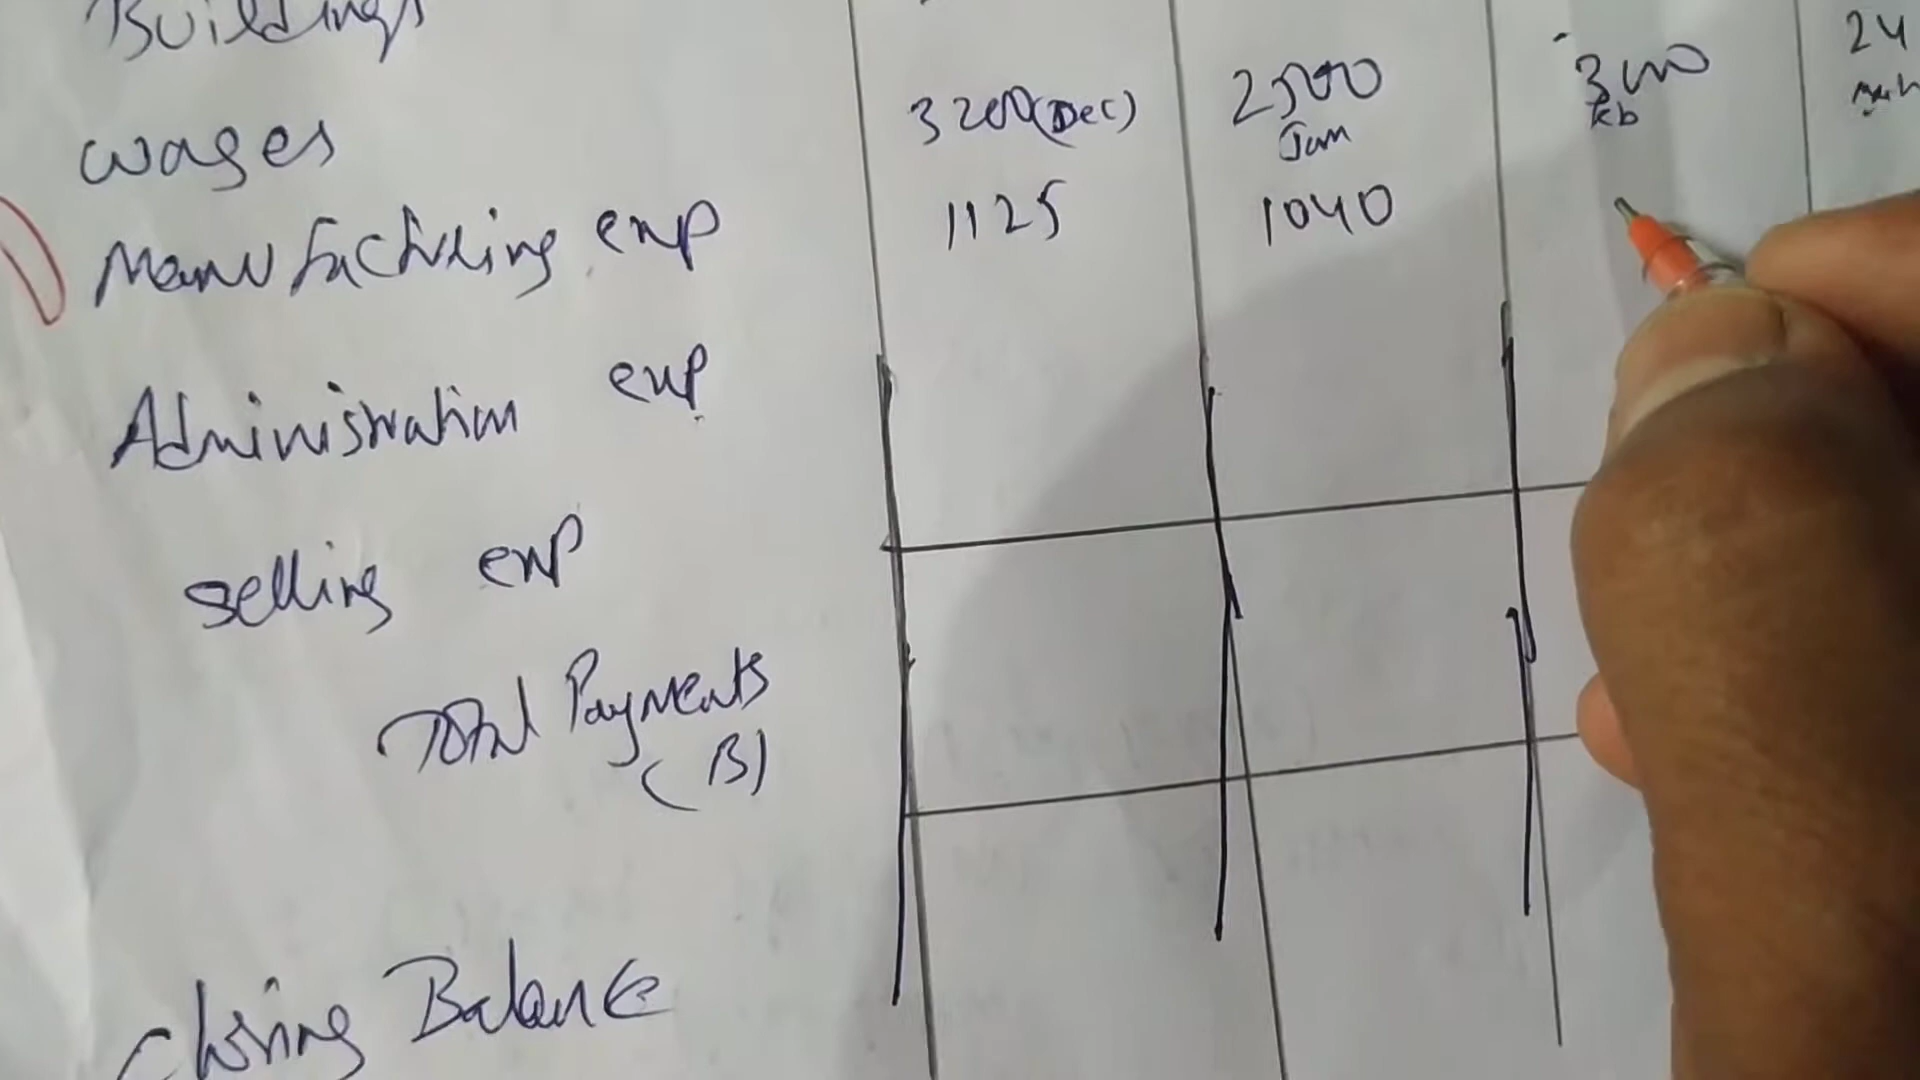 Buildings
wages 3200(Dec) 2500 3000 24
Jan Feb
Manufacturing exp 1125 1040
Administration exp
selling exp
Total Payments
(B)
closing Balance